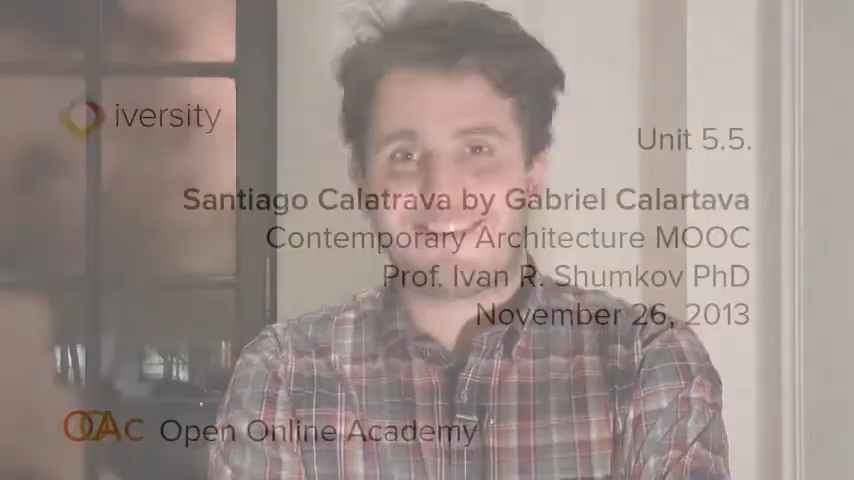 iversity
Unit 5.5.
Santiago Calatrava by Gabriel Calartava
Contemporary Architecture MOOC
Prof. Ivan R. Shumkov PhD
November 26, 2013
OOAc Open Online Academy